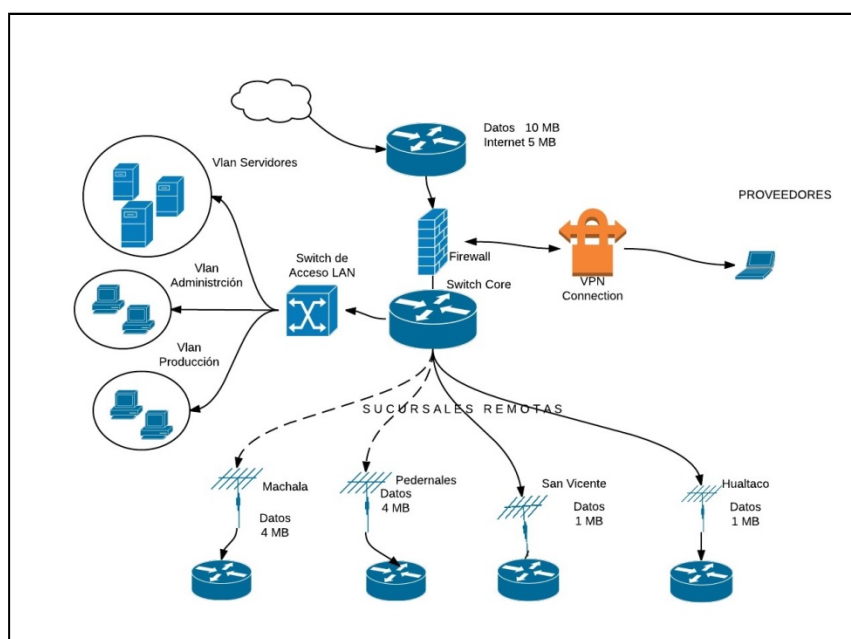 Datos 10 MB
Internet 5 MB
Vlan Servidores
PROVEEDORES
Switch de
Acceso LAN
Firewall
Vlan
Administrción
Switch Core
VPN
Connection
Vlan
Producción
SUCURSALES REMOTAS
Machala
Datos
4 MB
Pedernales
Datos
4 MB
San Vicente
Datos
1 MB
Hualtaco
Datos
1 MB